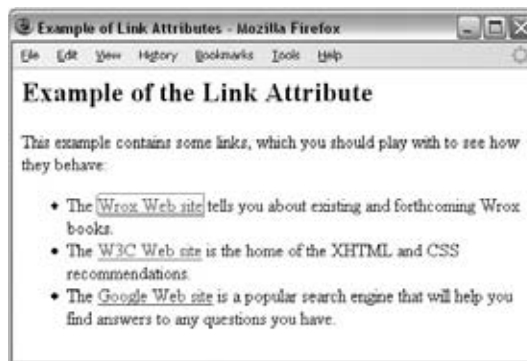 Example of Link Attributes - Mozilla Firefox
File Edit View History Bookmarks Tools Help
Example of the Link Attribute
This example contains some links, which you should play with to see how
they behave:
• The Wrox Web site tells you about existing and forthcoming Wrox
books.
• The W3C Web site is the home of the XHTML and CSS
recommendations.
• The Google Web site is a popular search engine that will help you
find answers to any questions you have.